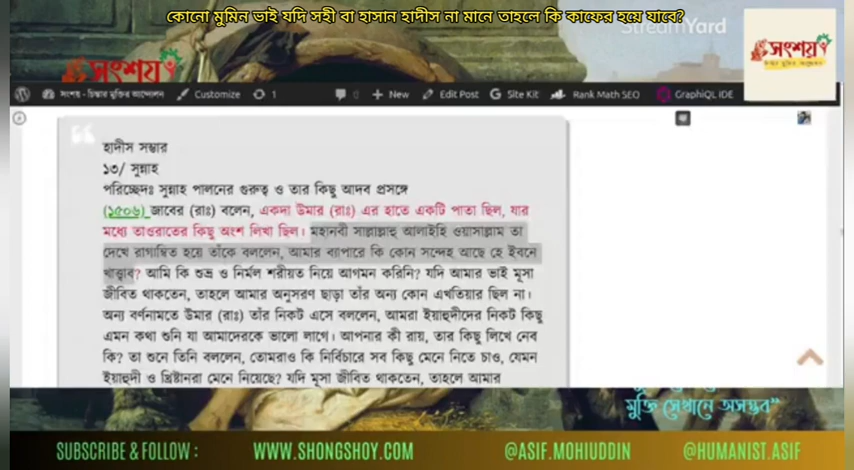 কোনো মুমিন ভাই যদি সহী বা হাসান হাদীস না মানে তাহলে কি কাফের হয়ে যাবে?
StreamYard
সংশয়
চিন্তার মুক্তির আন্দোলন
সংশয়
সংশয় - চিন্তার মুক্তির আন্দোলন Customize 1 0 New Edit Post Site Kit Rank Math SEO GraphiQL IDE
হাদীস সম্ভার
১৩/ সুন্নাহ
পরিচ্ছেদঃ সুন্নাহ পালনের গুরুত্ব ও তার কিছু আদব প্রসঙ্গে
(১৫০৬) জাবের (রাঃ) বলেন, একদা উমার (রাঃ) এর হাতে একটি পাতা ছিল, যার
মধ্যে তাওরাতের কিছু অংশ লিখা ছিল। মহানবী সাল্লাল্লাহু আলাইহি ওয়াসাল্লাম তা
দেখে রাগান্বিত হয়ে তাঁকে বললেন, আমার ব্যাপারে কি কোন সন্দেহ আছে হে ইবনে
খাত্তাব? আমি কি শুভ্র ও নির্মল শরীয়ত নিয়ে আগমন করিনি? যদি আমার ভাই মূসা
জীবিত থাকতেন, তাহলে আমার অনুসরণ ছাড়া তাঁর অন্য কোন এখতিয়ার ছিল না।
অন্য বর্ণনামতে উমার (রাঃ) তাঁর নিকট এসে বললেন, আমরা ইয়াহুদীদের নিকট কিছু
এমন কথা শুনি যা আমাদেরকে ভালো লাগে। আপনার কী রায়, তার কিছু লিখে নেব
কি? তা শুনে তিনি বললেন, তোমরাও কি নির্বিচারে সব কিছু মেনে নিতে চাও, যেমন
ইয়াহুদী ও খ্রিষ্টানরা মেনে নিয়েছে? যদি মূসা জীবিত থাকতেন, তাহলে আমার
মুক্তি সেখানে অসম্ভব”
SUBSCRIBE & FOLLOW : WWW.SHONGSHOY.COM @ASIF.MOHIUDDIN @HUMANIST.ASIF